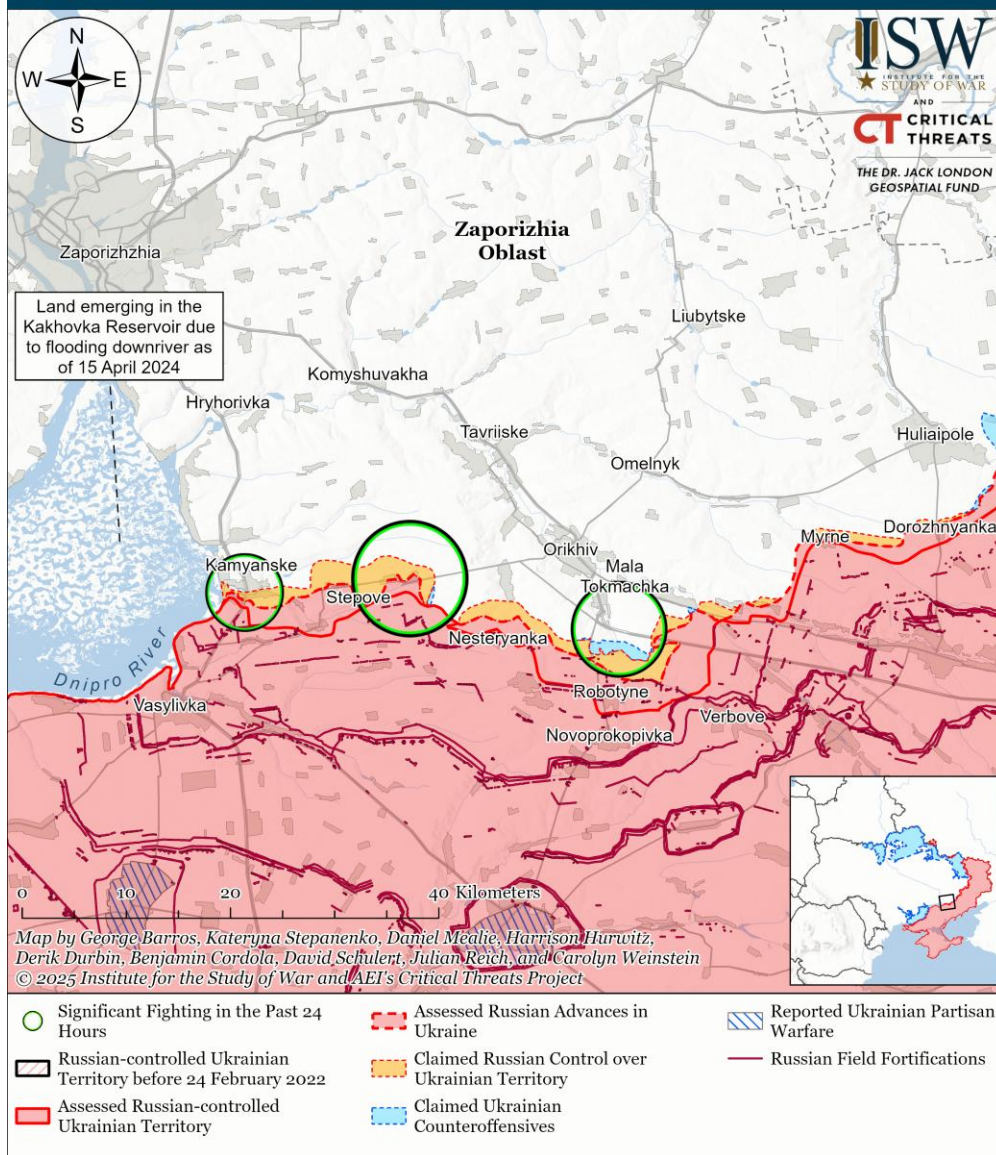 N
W
E
S
ISW
INSTITUTE FOR THE
STUDY OF WAR
AND
CT CRITICAL
THREATS
THE DR. JACK LONDON
GEOSPATIAL FUND
Zaporizhia
Oblast
Zaporizhzhia
Land emerging in the
Kakhovka Reservoir due
to flooding downriver as
of 15 April 2024
Liubytske
Komyshuvakha
Hryhorivka
Tavriiske
Huliaipole
Omelnyk
Dorozhnyanka
Myrne
Orikhiv
Mala
Tokmachka
Kamyanske
Stepove
Nesteryanka
Dnipro River
Robotyne
Vasylivka
Verbove
Novoprokopivka
0
10
20
40 Kilometers
Map by George Barros, Kateryna Stepanenko, Daniel Mealie, Harrison Hurwitz,
Derik Durbin, Benjamin Cordola, David Schulert, Julian Reich, and Carolyn Weinstein
© 2025 Institute for the Study of War and AEI's Critical Threats Project
Significant Fighting in the Past 24
Hours
Russian-controlled Ukrainian
Territory before 24 February 2022
Assessed Russian-controlled
Ukrainian Territory
Assessed Russian Advances in
Ukraine
Claimed Russian Control over
Ukrainian Territory
Claimed Ukrainian
Counteroffensives
Reported Ukrainian Partisan
Warfare
Russian Field Fortifications